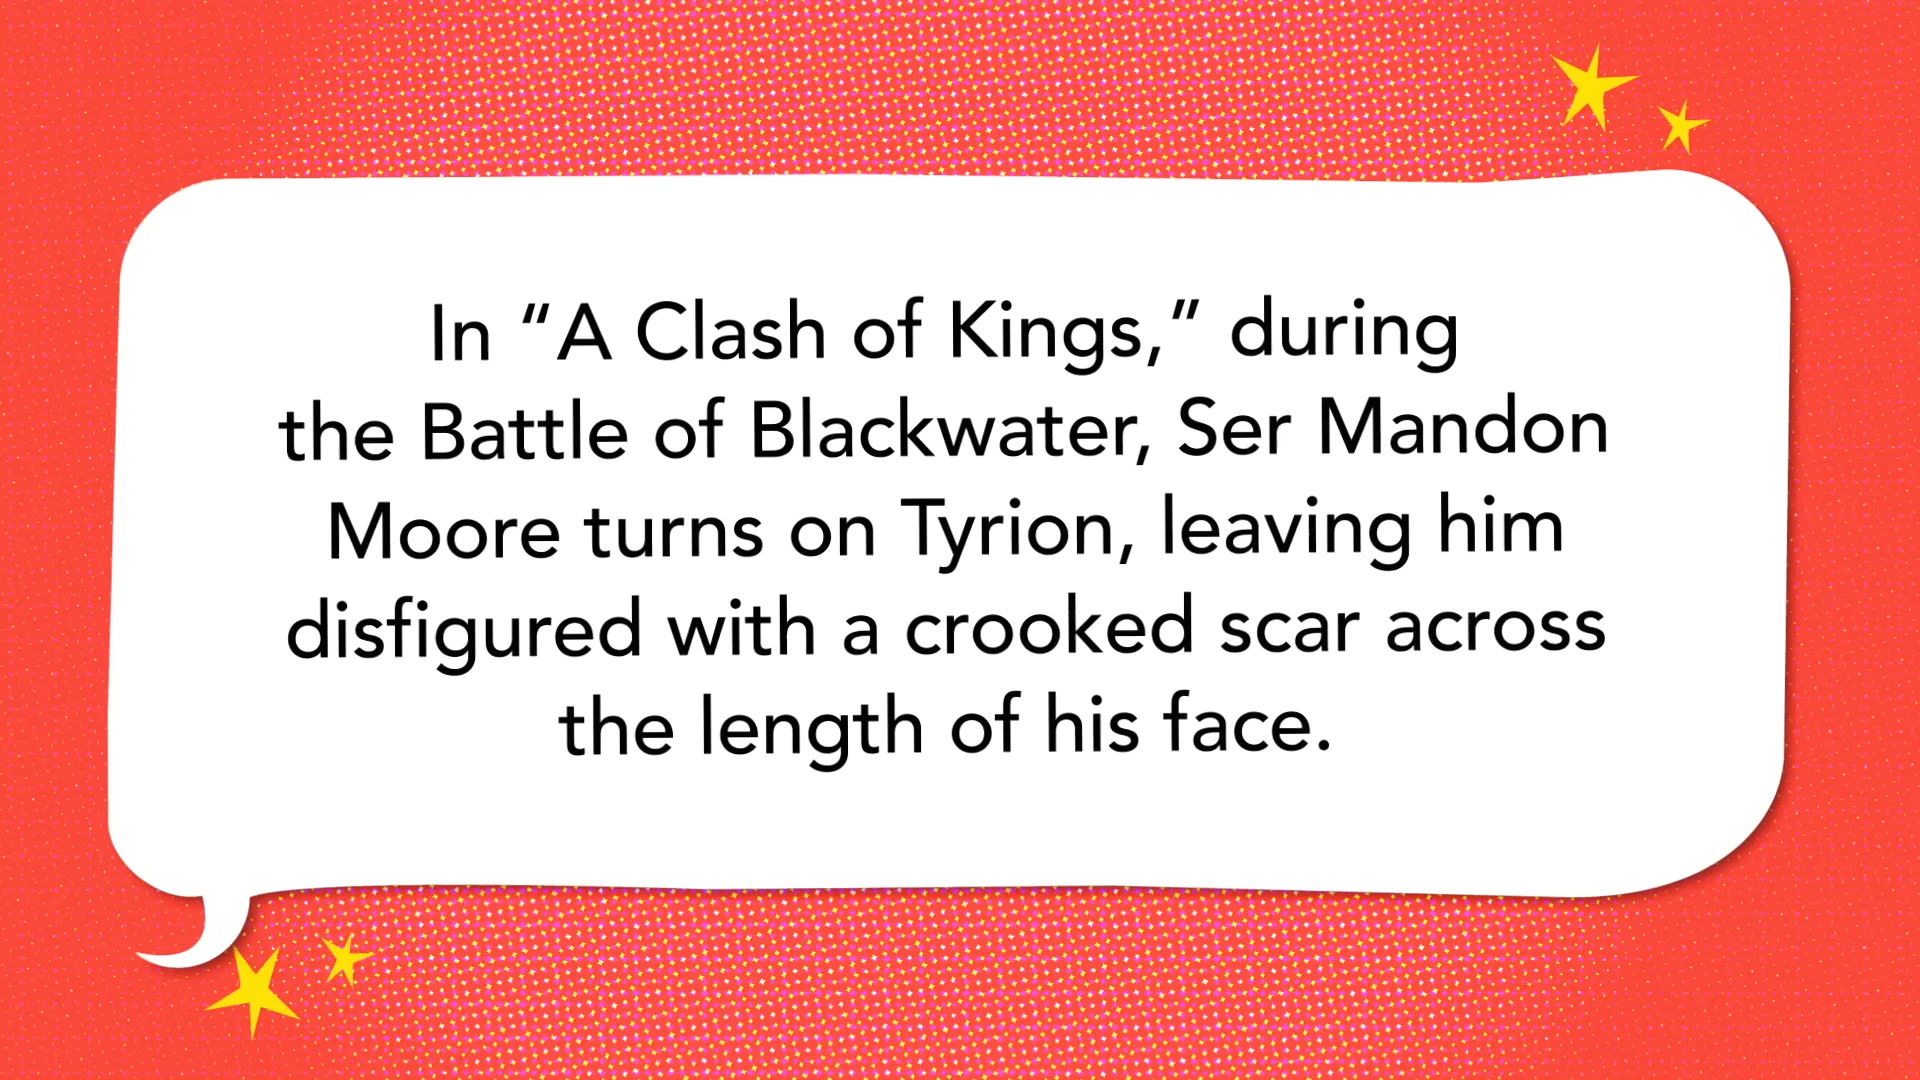 In “A Clash of Kings,” during
the Battle of Blackwater, Ser Mandon
Moore turns on Tyrion, leaving him
disfigured with a crooked scar across
the length of his face.